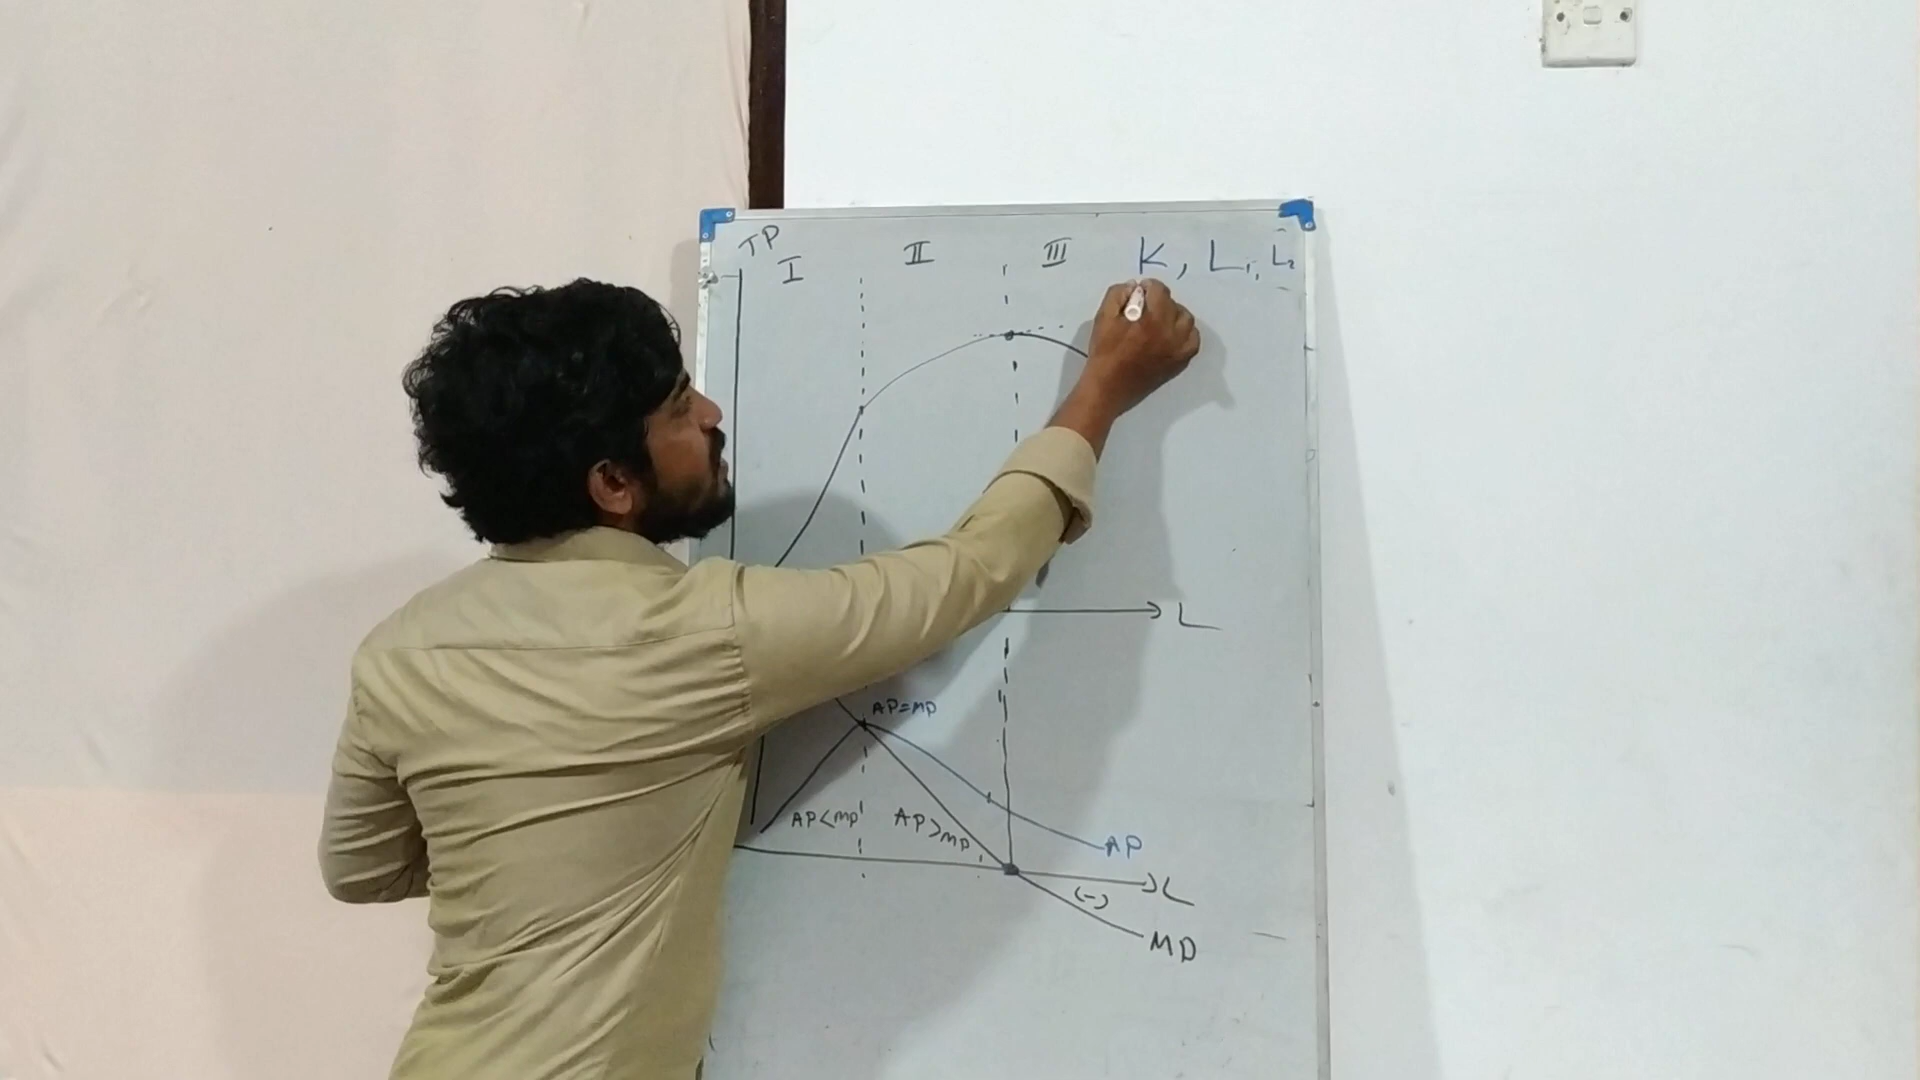 TP
I II III K, L₁, L₂
L
AP=MP
AP<MP AP>MP
AP
L
(-)
MP